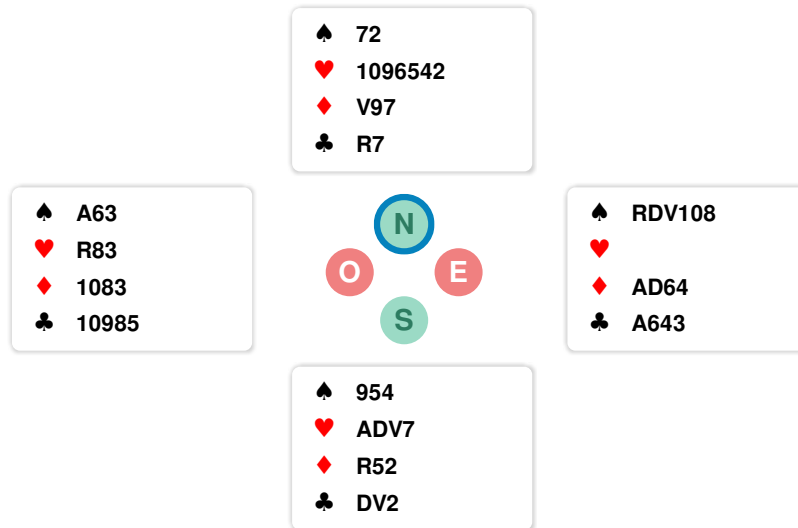 ♠ 72
♥ 1096542
♦ V97
♣ R7
♠ A63
♥ R83
♦ 1083
♣ 10985
N
O E
S
♠ RDV108
♥
♦ AD64
♣ A643
♠ 954
♥ ADV7
♦ R52
♣ DV2